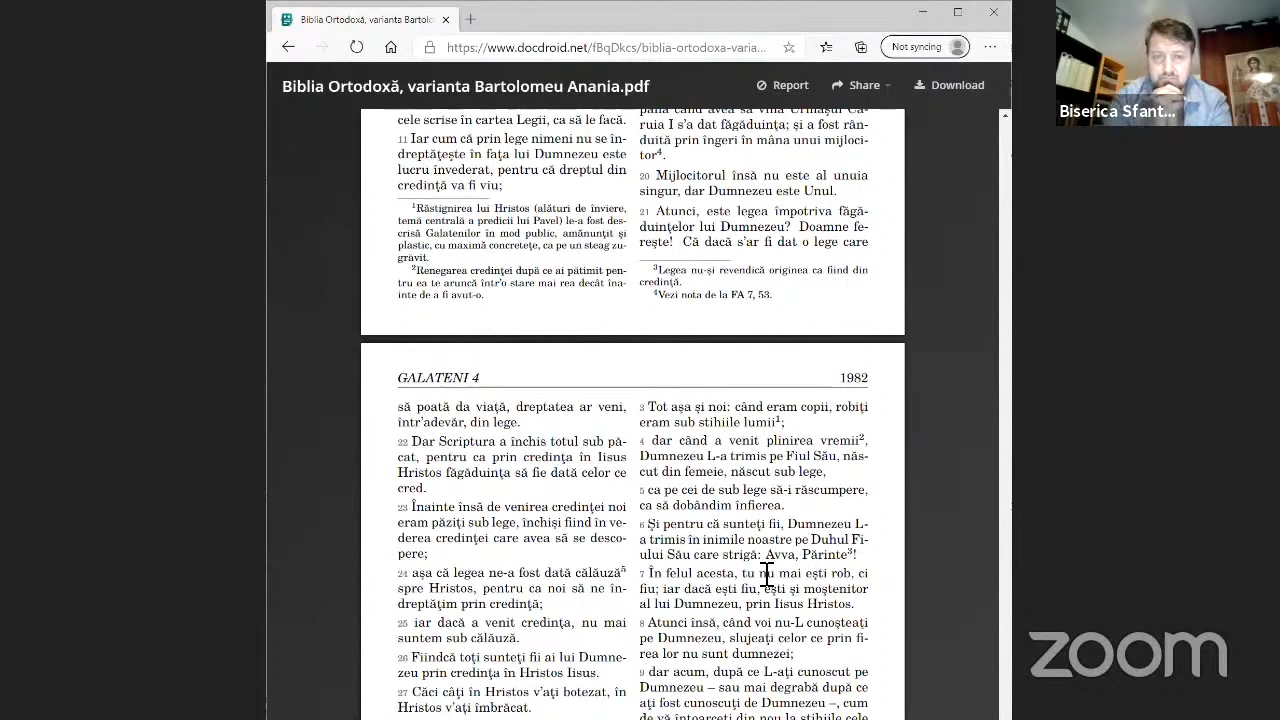 Biblia Ortodoxă, varianta Bartolo
https://www.docdroid.net/fBqDkcs/biblia-ortodoxa-varia...
Not syncing
Biblia Ortodoxă, varianta Bartolomeu Anania.pdf
Report
Share
Download
Biserica Sfant...
cele scrise în cartea Legii, ca să le facă.
11 Iar cum că prin lege nimeni nu se în-
dreptăţeşte în faţa lui Dumnezeu este
lucru învederat, pentru că dreptul din
credinţă va fi viu;
1Răstignirea lui Hristos (alături de înviere,
temă centrală a predicii lui Pavel) le-a fost des-
crisă Galatenilor în mod public, amănunţit şi
plastic, cu maximă concreteţe, ca pe un steag zu-
grăvit.
2Renegarea credinţei după ce ai pătimit pen-
tru ea te aruncă într'o stare mai rea decât îna-
inte de a fi avut-o.
până când avea să vină Urmaşul Că-
ruia I s'a dat făgăduinţa; şi a fost rân-
duită prin îngeri în mâna unui mijloci-
tor4.
20 Mijlocitorul însă nu este al unuia
singur, dar Dumnezeu este Unul.
21 Atunci, este legea împotriva făgă-
duinţelor lui Dumnezeu? Doamne fe-
reşte! Că dacă s'ar fi dat o lege care
3Legea nu-şi revendică originea ca fiind din
credinţă.
4Vezi nota de la FA 7, 53.
GALATENI 4
1982
să poată da viaţă, dreptatea ar veni,
într'adevăr, din lege.
22 Dar Scriptura a închis totul sub pă-
cat, pentru ca prin credinţa în Iisus
Hristos făgăduinţa să fie dată celor ce
cred.
23 Înainte însă de venirea credinţei noi
eram păziţi sub lege, închişi fiind în ve-
derea credinţei care avea să se desco-
pere;
24 aşa că legea ne-a fost dată călăuză5
spre Hristos, pentru ca noi să ne în-
dreptăţim prin credinţă;
25 iar dacă a venit credinţa, nu mai
suntem sub călăuză.
26 Fiindcă toţi sunteţi fii ai lui Dumne-
zeu prin credinţa în Hristos Iisus.
27 Căci câţi în Hristos v'aţi botezat, în
Hristos v'aţi îmbrăcat.
3 Tot aşa şi noi: când eram copii, robiţi
eram sub stihiile lumii1;
4 dar când a venit plinirea vremii2,
Dumnezeu L-a trimis pe Fiul Său, năs-
cut din femeie, născut sub lege,
5 ca pe cei de sub lege să-i răscumpere,
ca să dobândim înfierea.
6 Şi pentru că sunteţi fii, Dumnezeu L-
a trimis în inimile noastre pe Duhul Fi-
ului Său care strigă: Avva, Părinte3!
7 În felul acesta, tu nu mai eşti rob, ci
fiu; iar dacă eşti fiu, eşti şi moştenitor
al lui Dumnezeu, prin Iisus Hristos.
8 Atunci însă, când voi nu-L cunoşteaţi
pe Dumnezeu, slujeaţi celor ce prin fi-
rea lor nu sunt dumnezei;
9 dar acum, după ce L-aţi cunoscut pe
Dumnezeu – sau mai degrabă după ce
aţi fost cunoscuţi de Dumnezeu –, cum
de vă întoarceţi din nou la stihiile cele
zoom